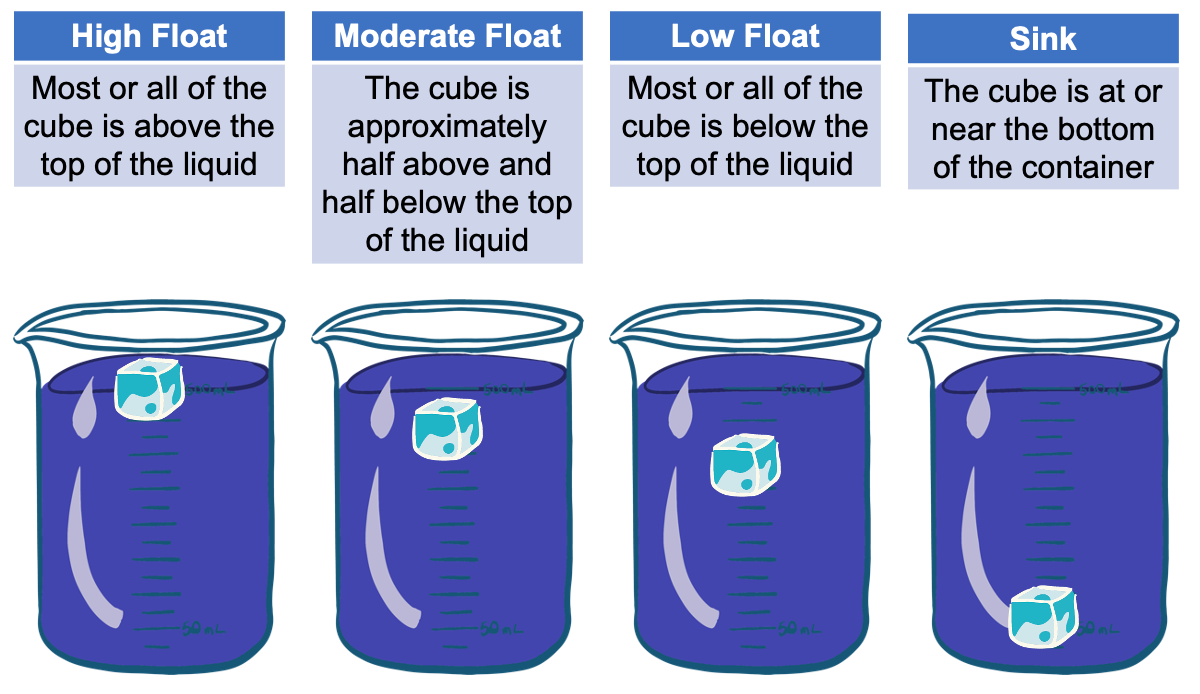 High Float
Most or all of the
cube is above the
top of the liquid
Moderate Float
The cube is
approximately
half above and
half below the top
of the liquid
Low Float
Most or all of the
cube is below the
top of the liquid
Sink
The cube is at or
near the bottom
of the container
500 mL
50 mL
500 mL
50 mL
500 mL
50 mL
500 mL
50 mL